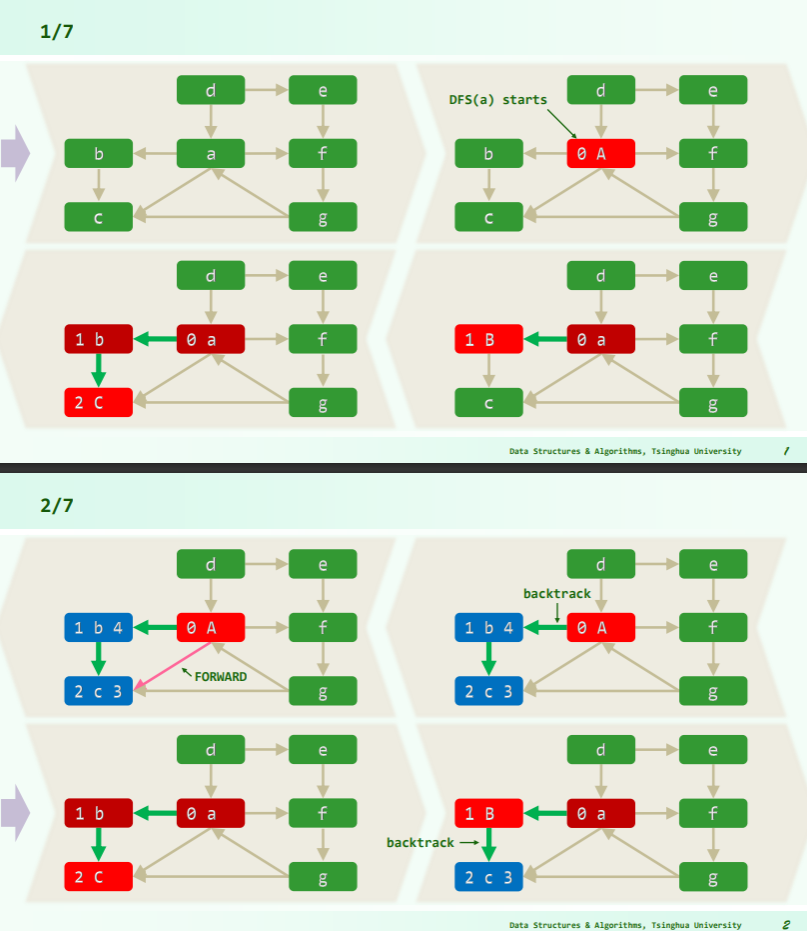 1/7
d e
b a f
c g
DFS(a) starts
d e
b 0 A f
c g
d e
1 b 0 a f
2 C g
d e
1 B 0 a f
c g
Data Structures & Algorithms, Tsinghua University 1
2/7
d e
1 b 4 0 A f
2 c 3 FORWARD g
d e
backtrack
1 b 4 0 A f
2 c 3 g
d e
1 b 0 a f
2 C g
d e
1 B 0 a f
backtrack
2 c 3 g
Data Structures & Algorithms, Tsinghua University 2